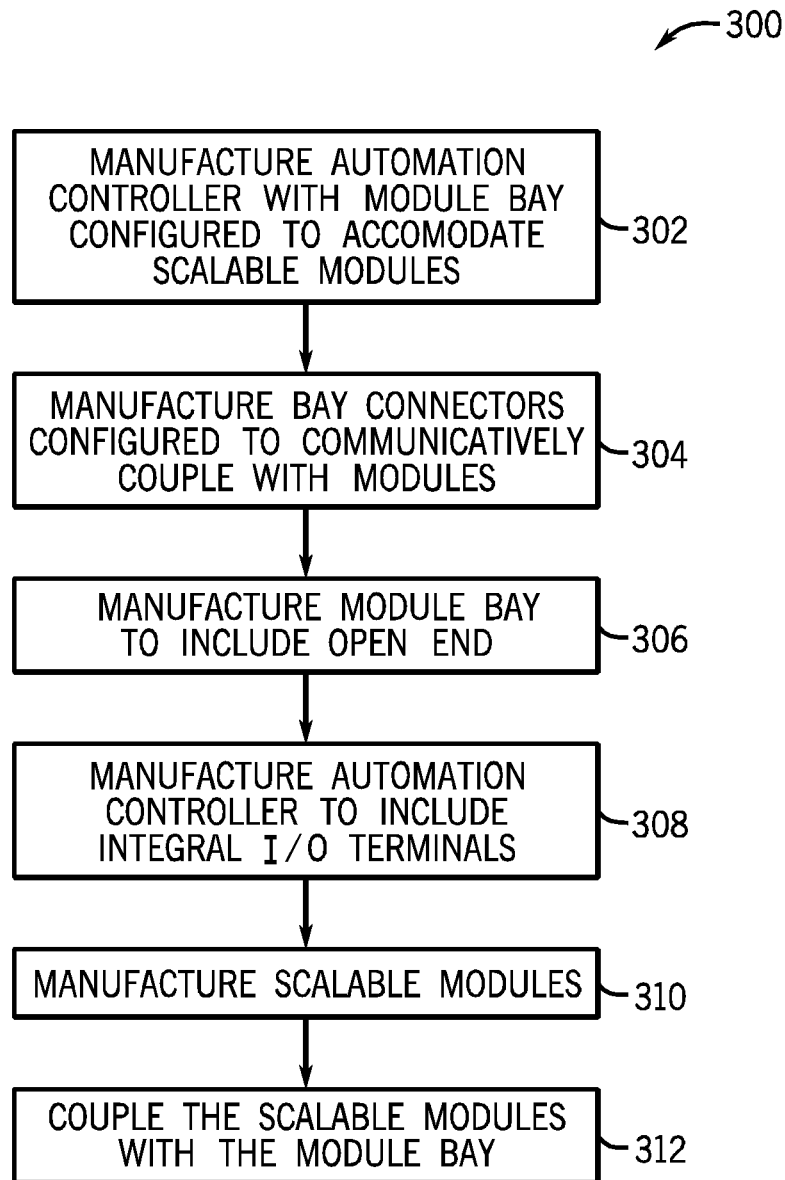 300
MANUFACTURE AUTOMATION
CONTROLLER WITH MODULE BAY
CONFIGURED TO ACCOMODATE
SCALABLE MODULES
302
MANUFACTURE BAY CONNECTORS
CONFIGURED TO COMMUNICATIVELY
COUPLE WITH MODULES
304
MANUFACTURE MODULE BAY
TO INCLUDE OPEN END
306
MANUFACTURE AUTOMATION
CONTROLLER TO INCLUDE
INTEGRAL I/O TERMINALS
308
MANUFACTURE SCALABLE MODULES
310
COUPLE THE SCALABLE MODULES
WITH THE MODULE BAY
312